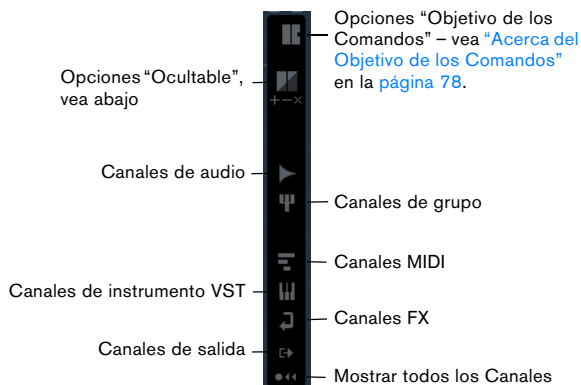 Opciones “Objetivo de los
Comandos” – vea “Acerca del
Objetivo de los Comandos”
en la página 78.
Opciones “Ocultable”,
vea abajo
Canales de audio
Canales de grupo
Canales MIDI
Canales de instrumento VST
Canales FX
Canales de salida
Mostrar todos los Canales